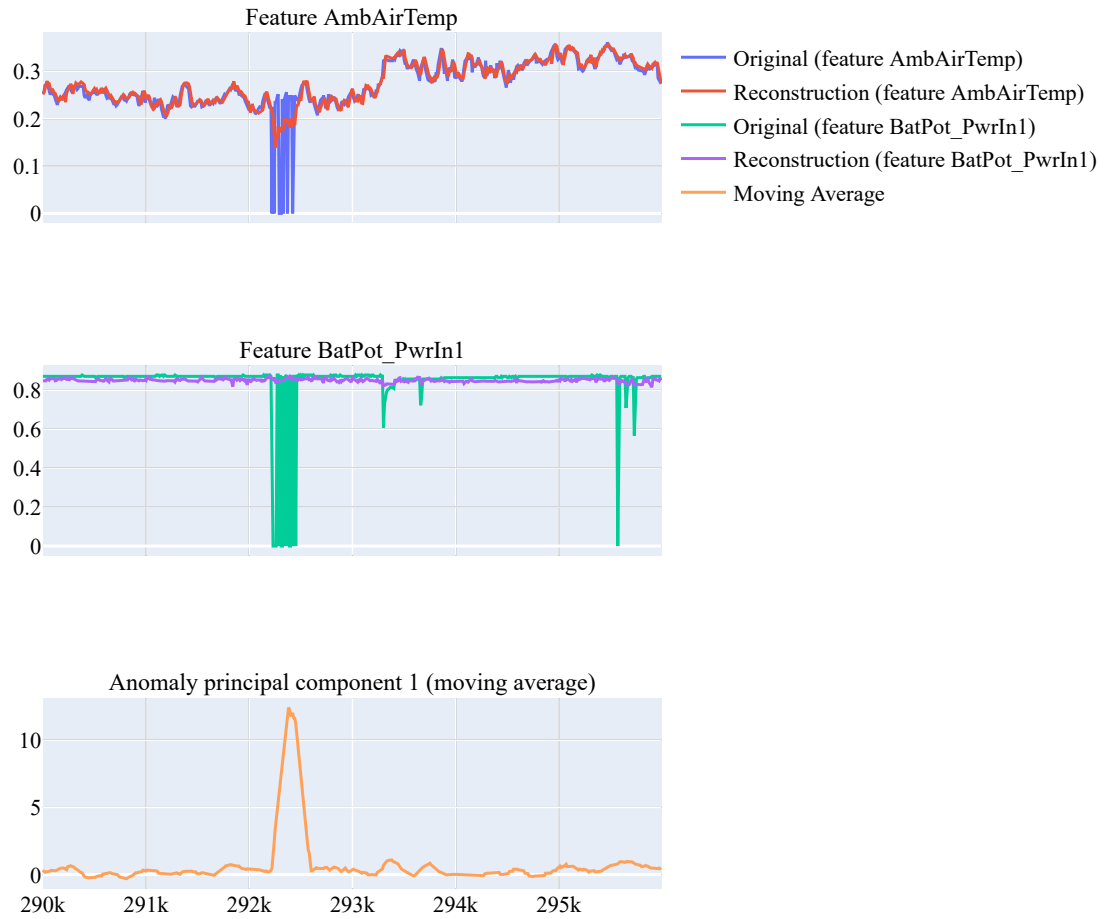 Feature AmbAirTemp
0.3
0.2
0.1
0
Original (feature AmbAirTemp)
Reconstruction (feature AmbAirTemp)
Original (feature BatPot_PwrIn1)
Reconstruction (feature BatPot_PwrIn1)
Moving Average
Feature BatPot_PwrIn1
0.8
0.6
0.4
0.2
0
Anomaly principal component 1 (moving average)
10
5
0
290k 291k 292k 293k 294k 295k